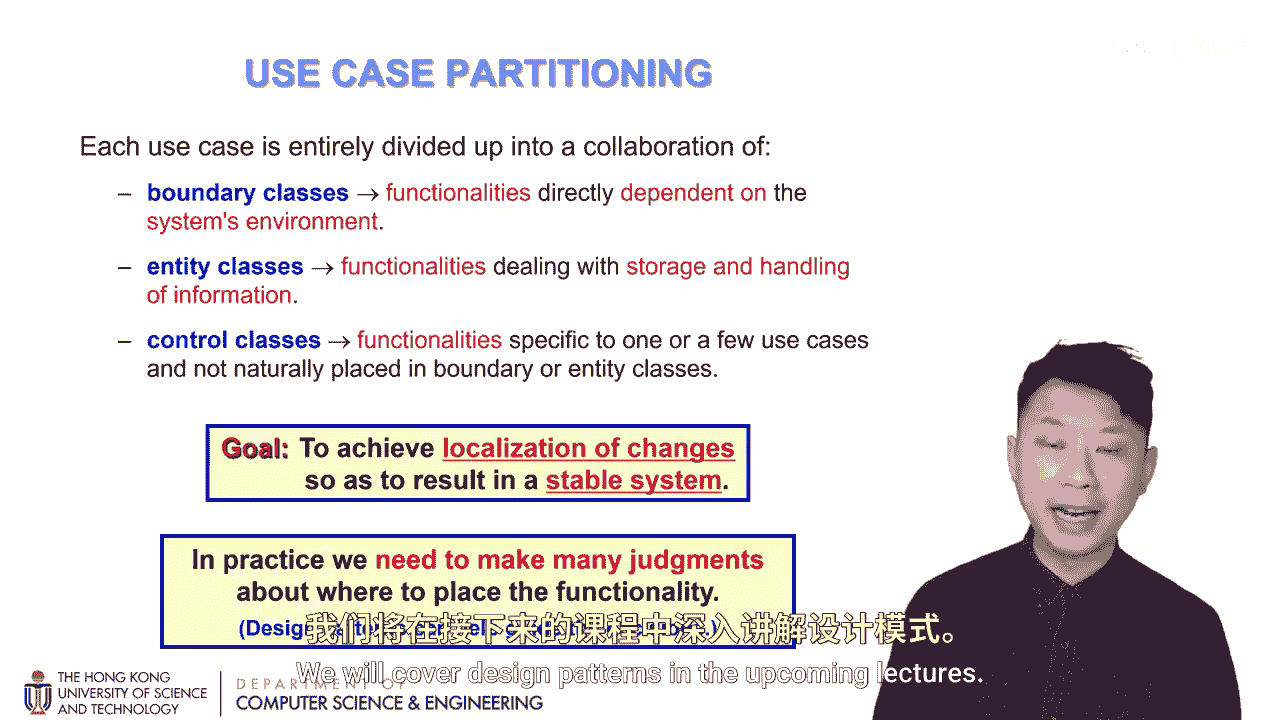 USE CASE PARTITIONING
Each use case is entirely divided up into a collaboration of:
– boundary classes → functionalities directly dependent on the
system's environment.
– entity classes → functionalities dealing with storage and handling
of information.
– control classes → functionalities specific to one or a few use cases
and not naturally placed in boundary or entity classes.
Goal: To achieve localization of changes
so as to result in a stable system.
In practice we need to make many judgments
about where to place the functionality.
(Design
我们将在接下来的课程中深入讲解设计模式。
We will cover design patterns in the upcoming lectures.
THE HONG KONG
UNIVERSITY OF SCIENCE
AND TECHNOLOGY
DEPARTMENT OF
COMPUTER SCIENCE & ENGINEERING